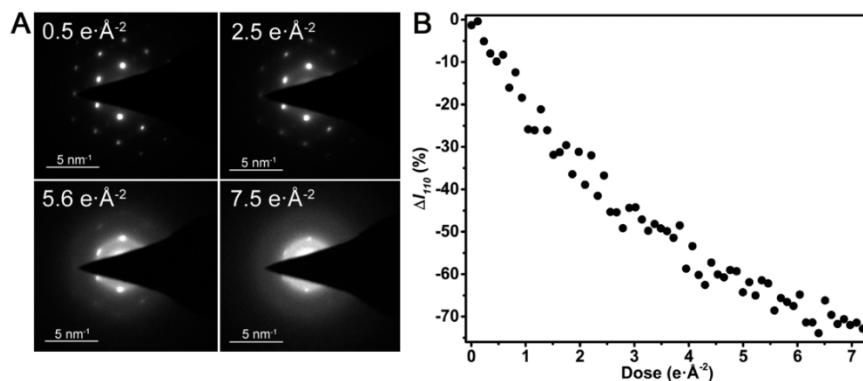 A
0.5 e·Å⁻²
5 nm⁻¹
2.5 e·Å⁻²
5 nm⁻¹
5.6 e·Å⁻²
5 nm⁻¹
7.5 e·Å⁻²
5 nm⁻¹
B
ΔI₁₁₀ (%)
0
-10
-20
-30
-40
-50
-60
-70
0 1 2 3 4 5 6 7
Dose (e·Å⁻²)